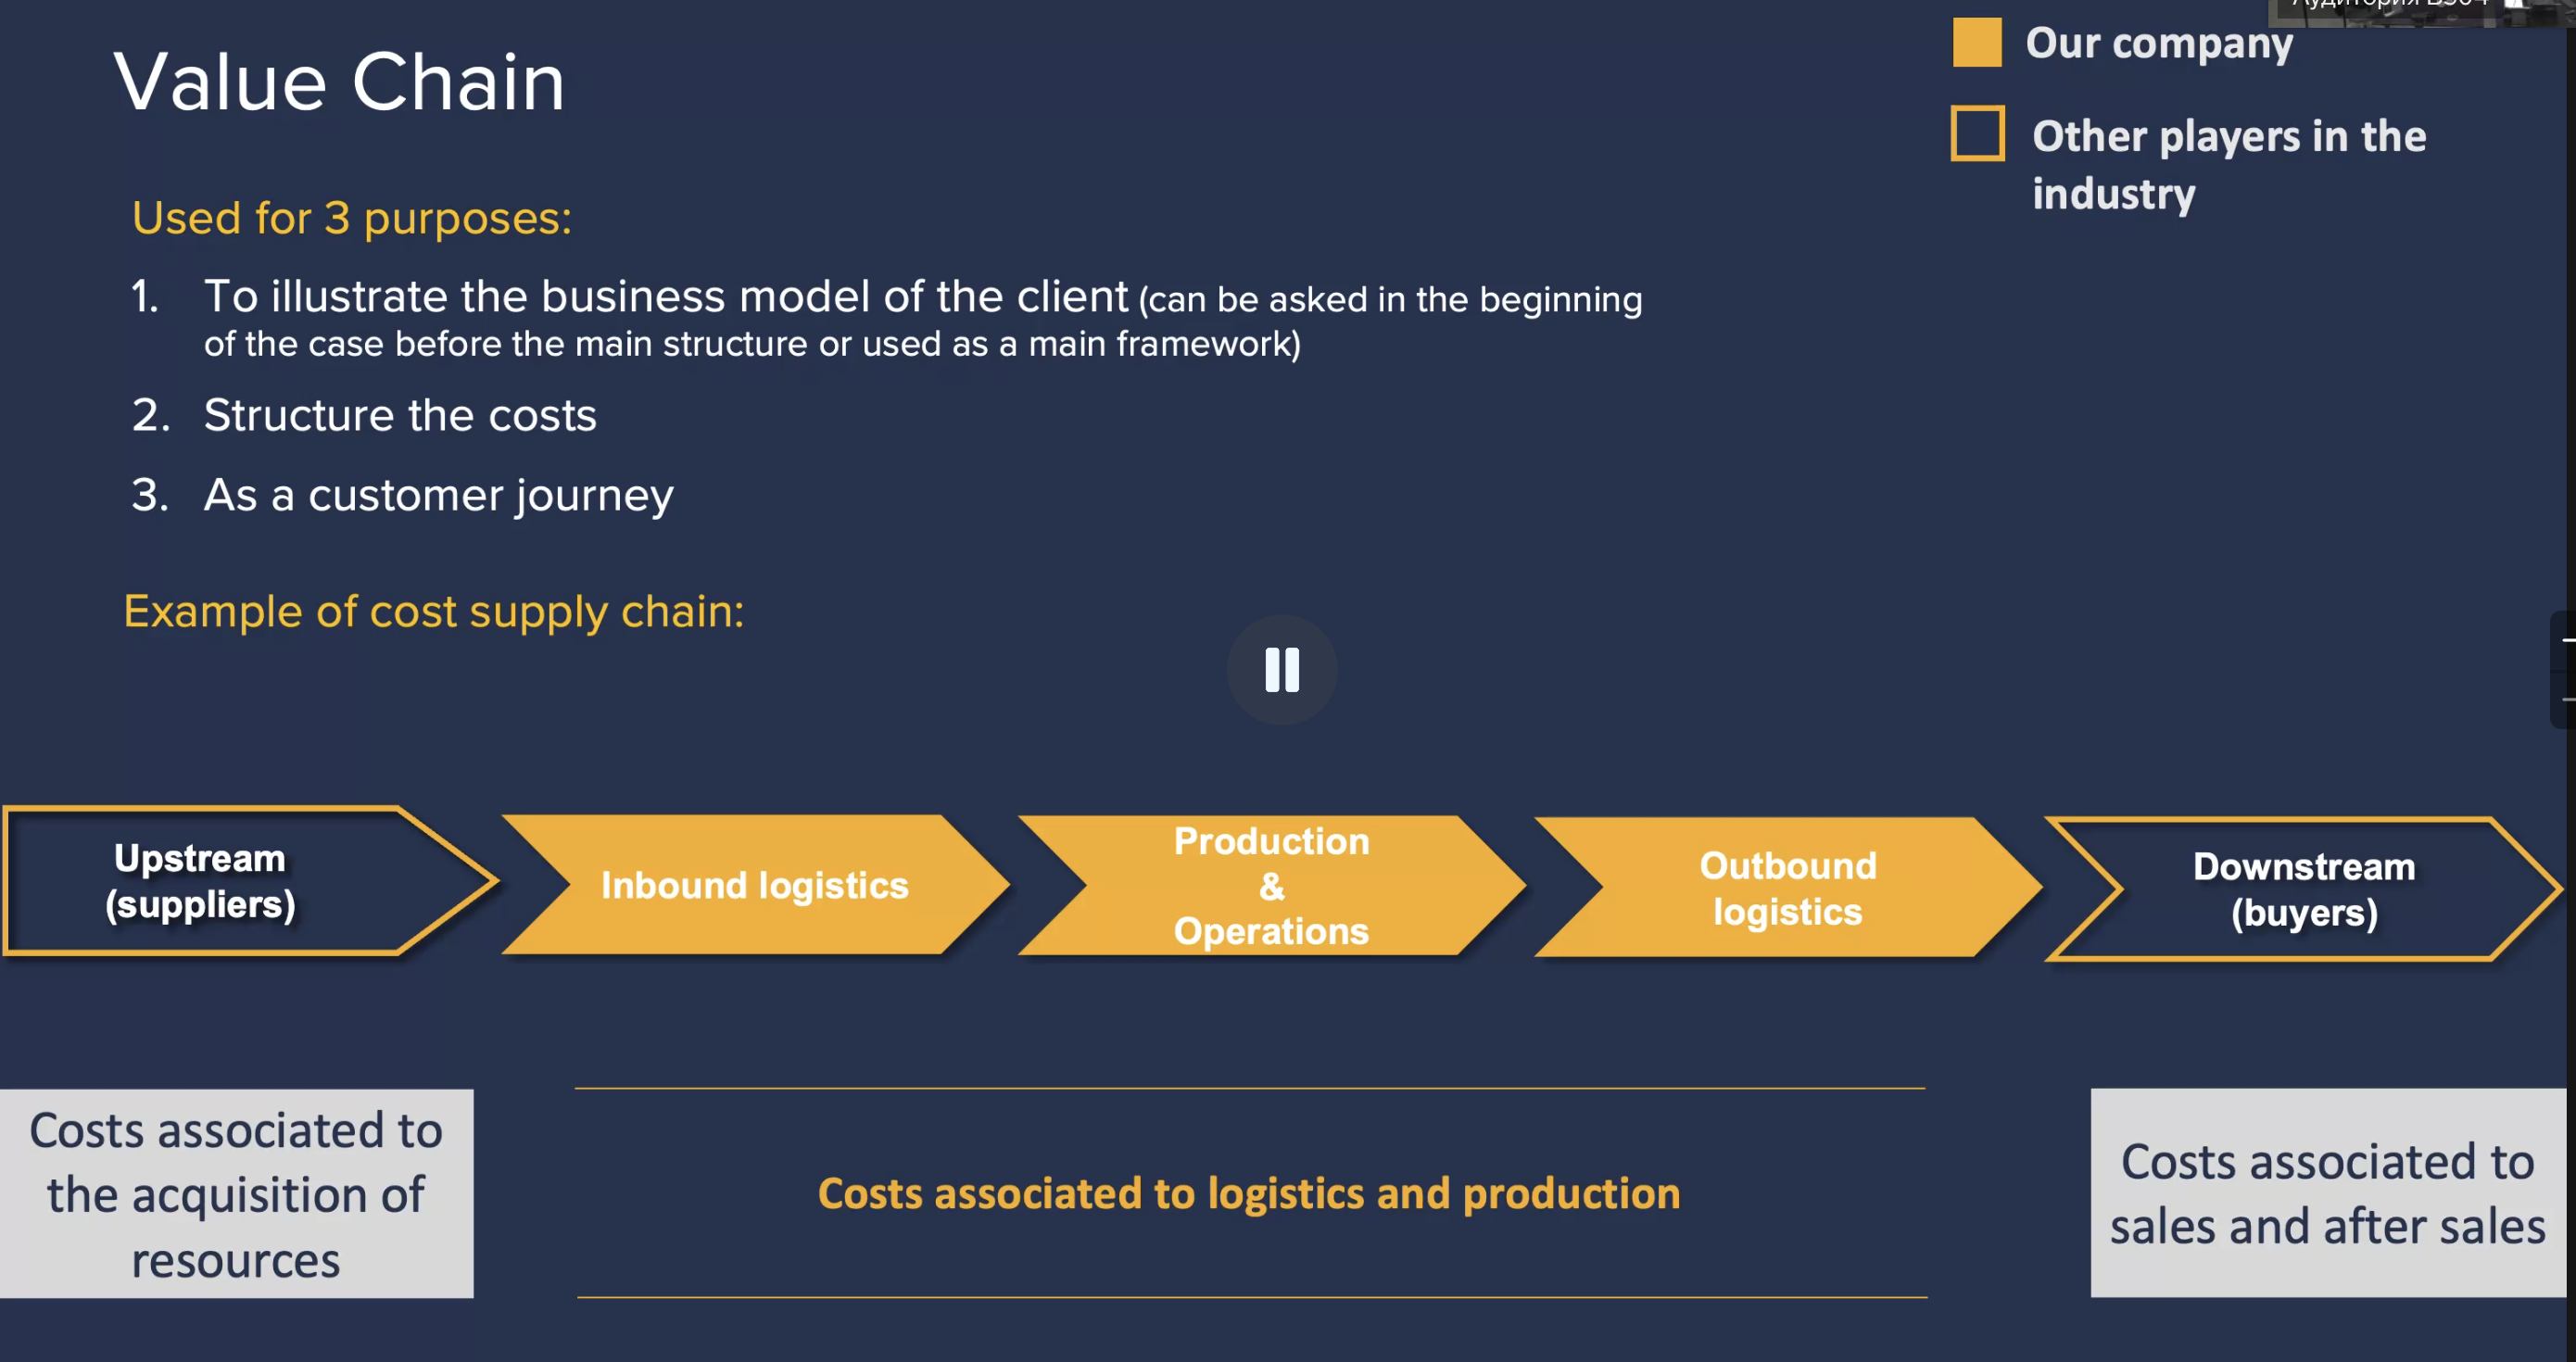 Аудитория
Value Chain
Our company
Other players in the
industry
Used for 3 purposes:
1. To illustrate the business model of the client (can be asked in the beginning
of the case before the main structure or used as a main framework)
2. Structure the costs
3. As a customer journey
Example of cost supply chain:
Upstream
(suppliers)
Inbound logistics
Production
&
Operations
Outbound
logistics
Downstream
(buyers)
Costs associated to
the acquisition of
resources
Costs associated to logistics and production
Costs associated to
sales and after sales